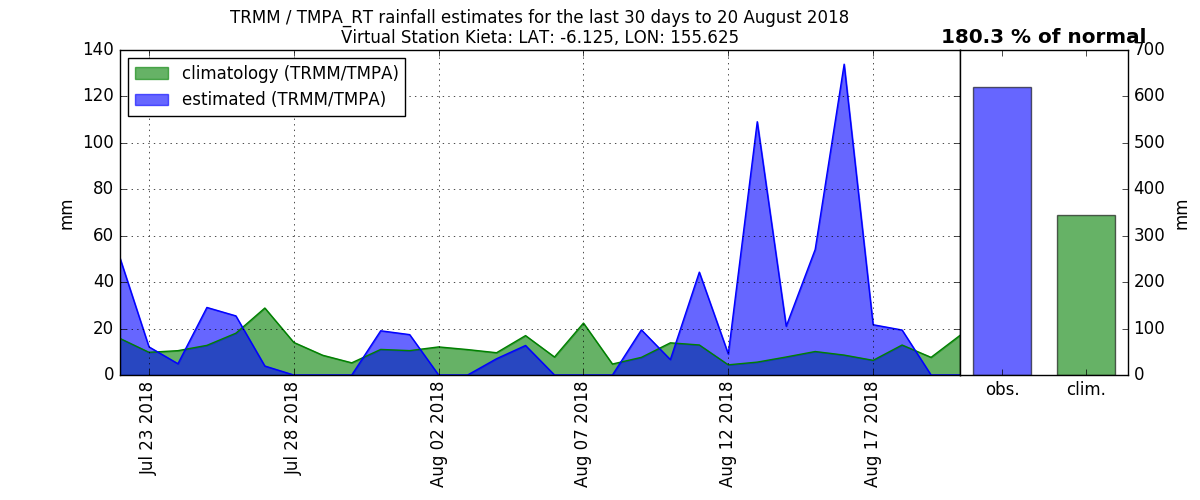 TRMM / TMPA_RT rainfall estimates for the last 30 days to 20 August 2018
Virtual Station Kieta: LAT: -6.125, LON: 155.625
180.3 % of normal
climatology (TRMM/TMPA)
estimated (TRMM/TMPA)
140
120
100
80
60
40
20
0
mm
Jul 23 2018
Jul 28 2018
Aug 02 2018
Aug 07 2018
Aug 12 2018
Aug 17 2018
700
600
500
400
300
200
100
0
mm
obs.
clim.